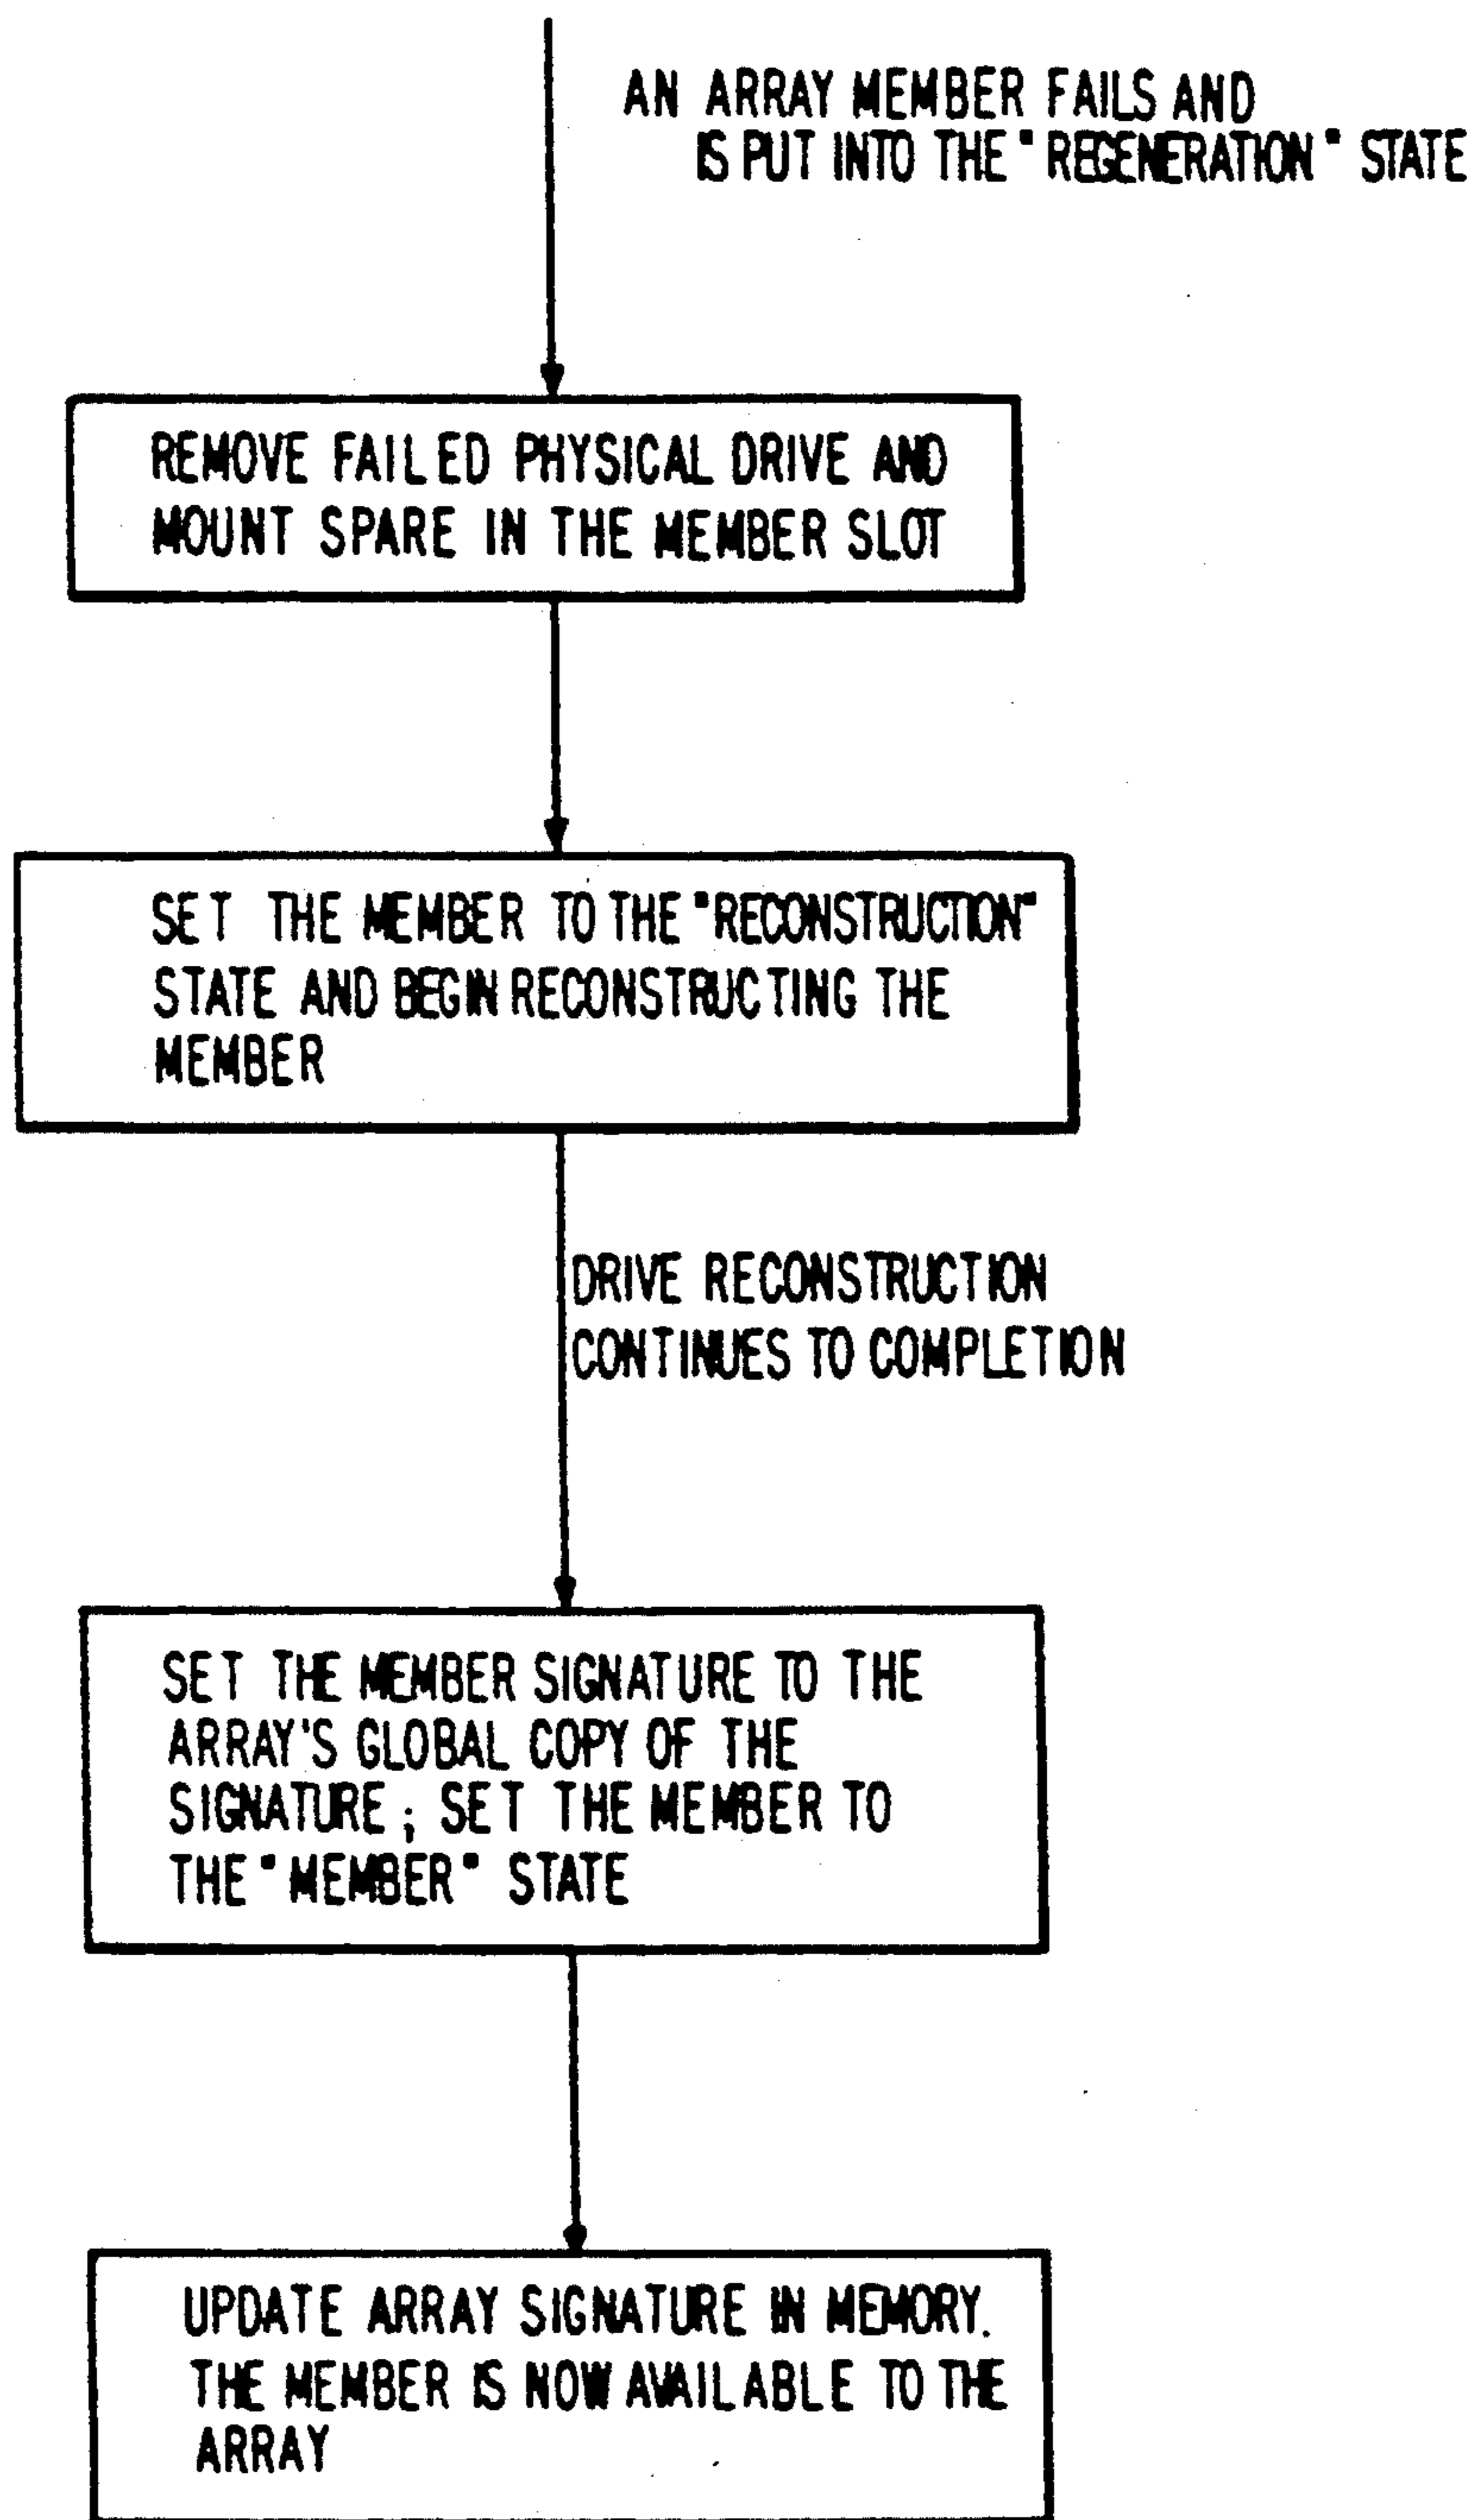 AN ARRAY MEMBER FAILS AND
IS PUT INTO THE "REGENERATION" STATE
REMOVE FAILED PHYSICAL DRIVE AND
MOUNT SPARE IN THE MEMBER SLOT
SET THE MEMBER TO THE "RECONSTRUCTION"
STATE AND BEGIN RECONSTRUCTING THE
MEMBER
DRIVE RECONSTRUCTION
CONTINUES TO COMPLETION
SET THE MEMBER SIGNATURE TO THE
ARRAY'S GLOBAL COPY OF THE
SIGNATURE; SET THE MEMBER TO
THE "MEMBER" STATE
UPDATE ARRAY SIGNATURE IN MEMORY.
THE MEMBER IS NOW AVAILABLE TO THE
ARRAY